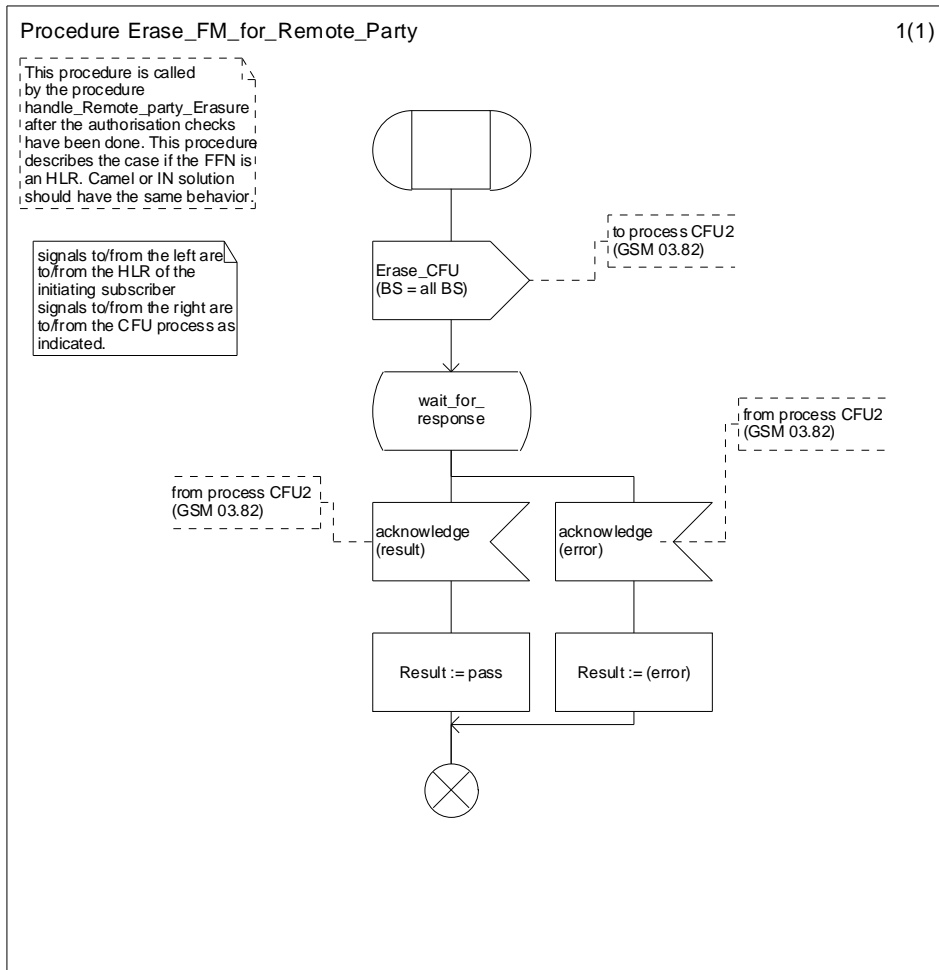 Procedure Erase_FM_for_Remote_Party
1(1)
This procedure is called
by the procedure
handle_Remote_party_Erasure
after the authorisation checks
have been done. This procedure
describes the case if the FFN is
an HLR. Camel or IN solution
should have the same behavior.
signals to/from the left are
to/from the HLR of the
initiating subscriber
signals to/from the right are
to/from the CFU process as
indicated.
to process CFU2
(GSM 03.82)
Erase_CFU
(BS = all BS)
wait_for_
response
from process CFU2
(GSM 03.82)
from process CFU2
(GSM 03.82)
acknowledge
(result)
acknowledge
(error)
Result := pass
Result := (error)